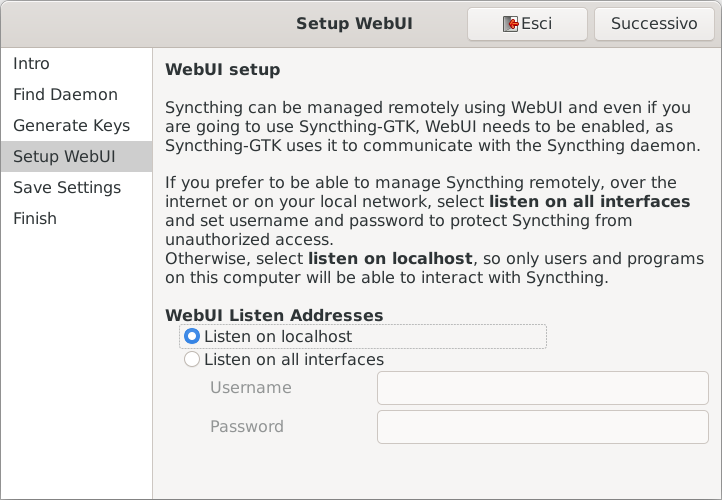 Setup WebUI
Esci
Successivo
Intro
Find Daemon
Generate Keys
Setup WebUI
Save Settings
Finish
WebUI setup
Syncthing can be managed remotely using WebUI and even if you
are going to use Syncthing-GTK, WebUI needs to be enabled, as
Syncthing-GTK uses it to communicate with the Syncthing daemon.
If you prefer to be able to manage Syncthing remotely, over the
internet or on your local network, select listen on all interfaces
and set username and password to protect Syncthing from
unauthorized access.
Otherwise, select listen on localhost, so only users and programs
on this computer will be able to interact with Syncthing.
WebUI Listen Addresses
Listen on localhost
Listen on all interfaces
Username
Password